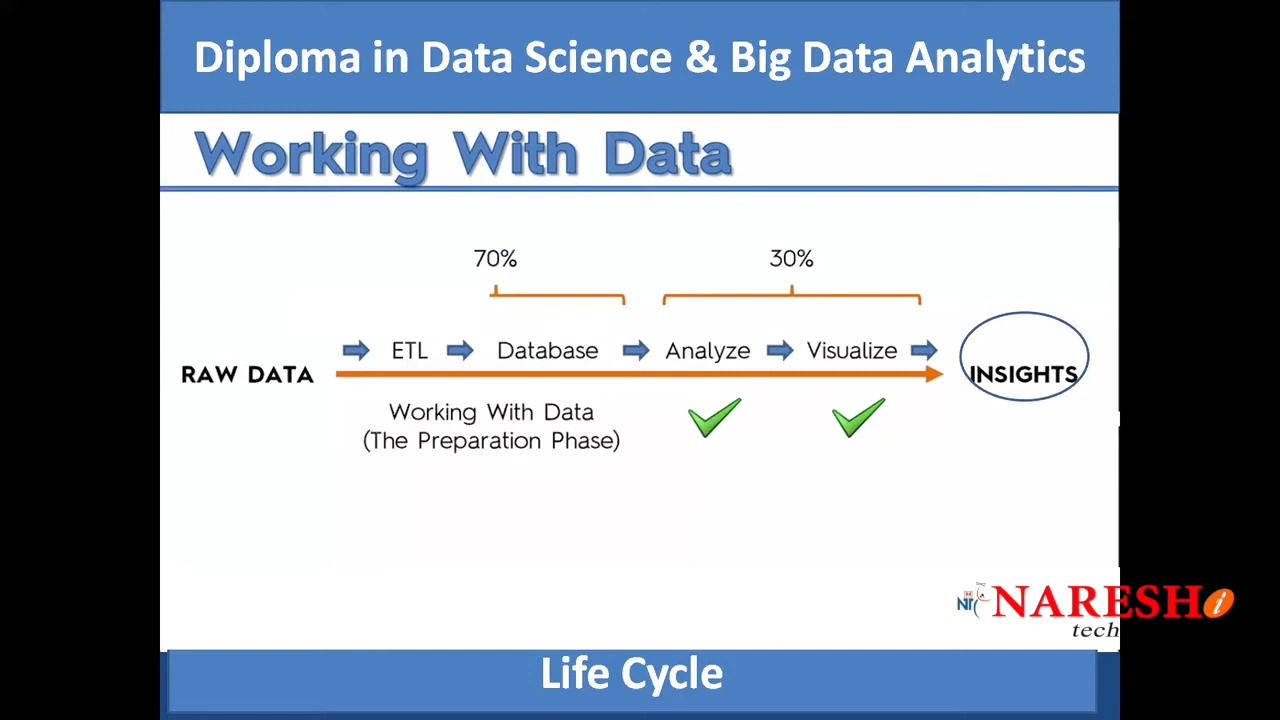 Diploma in Data Science & Big Data Analytics
Working With Data
70%
30%
ETL
Database
Analyze
Visualize
RAW DATA
INSIGHTS
Working With Data
(The Preparation Phase)
NARESH i
tech
Life Cycle